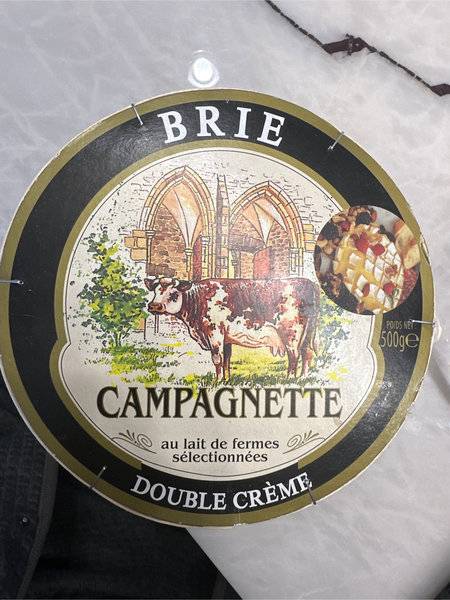 BRIE
POIDS NET
500g℮
CAMPAGNETTE
au lait de fermes
sélectionnées
DOUBLE CRÈME